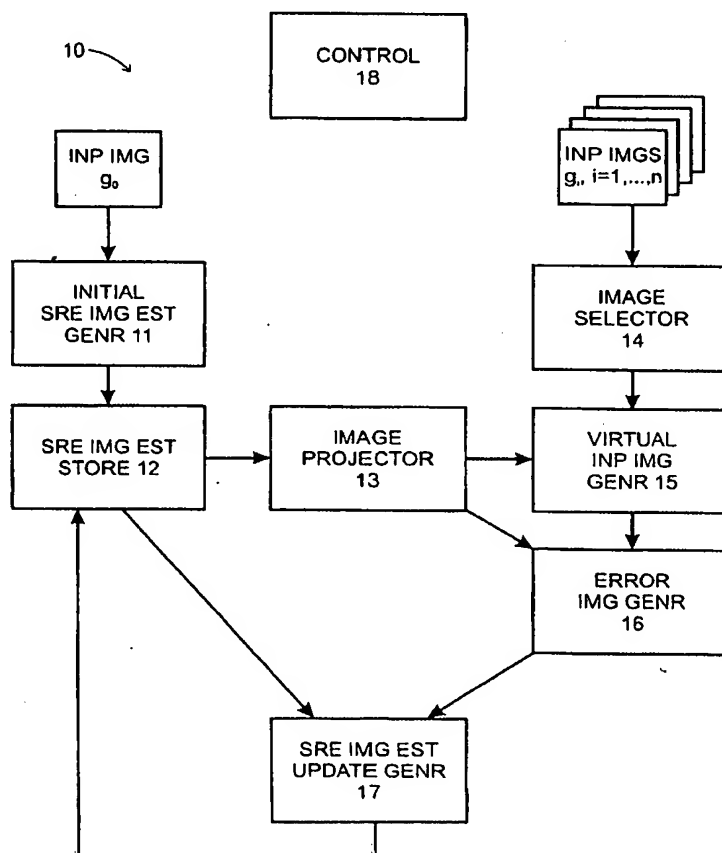 10
CONTROL
18
INP IMG
g₀
INP IMGS
gᵢ, i=1,...,n
INITIAL
SRE IMG EST
GENR 11
IMAGE
SELECTOR
14
SRE IMG EST
STORE 12
IMAGE
PROJECTOR
13
VIRTUAL
INP IMG
GENR 15
ERROR
IMG GENR
16
SRE IMG EST
UPDATE GENR
17